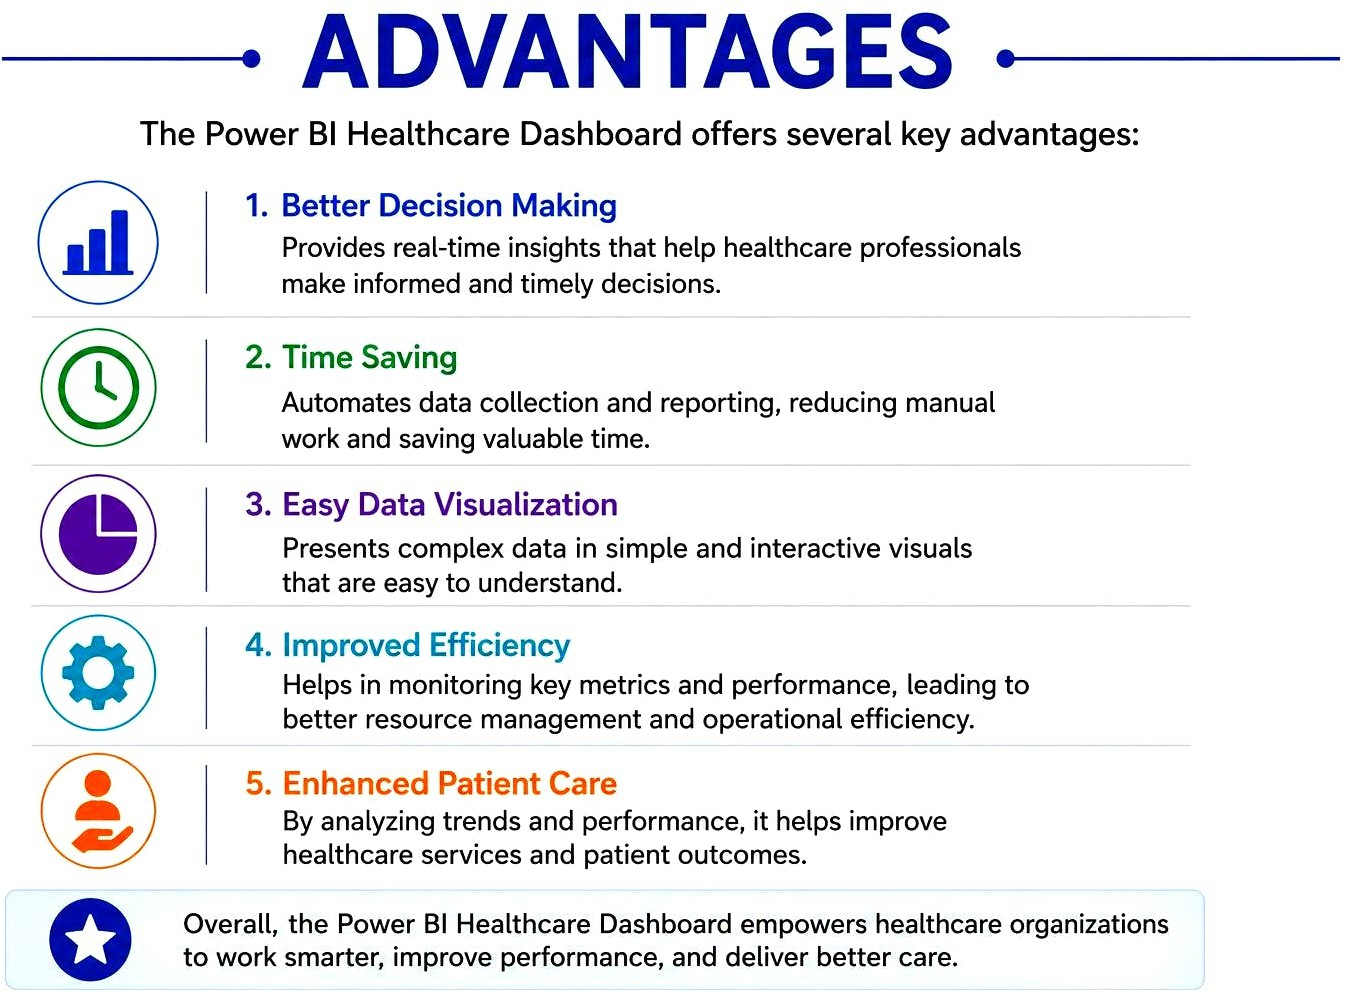 ADVANTAGES
The Power BI Healthcare Dashboard offers several key advantages:
1. Better Decision Making
Provides real-time insights that help healthcare professionals
make informed and timely decisions.
2. Time Saving
Automates data collection and reporting, reducing manual
work and saving valuable time.
3. Easy Data Visualization
Presents complex data in simple and interactive visuals
that are easy to understand.
4. Improved Efficiency
Helps in monitoring key metrics and performance, leading to
better resource management and operational efficiency.
5. Enhanced Patient Care
By analyzing trends and performance, it helps improve
healthcare services and patient outcomes.
Overall, the Power BI Healthcare Dashboard empowers healthcare organizations
to work smarter, improve performance, and deliver better care.